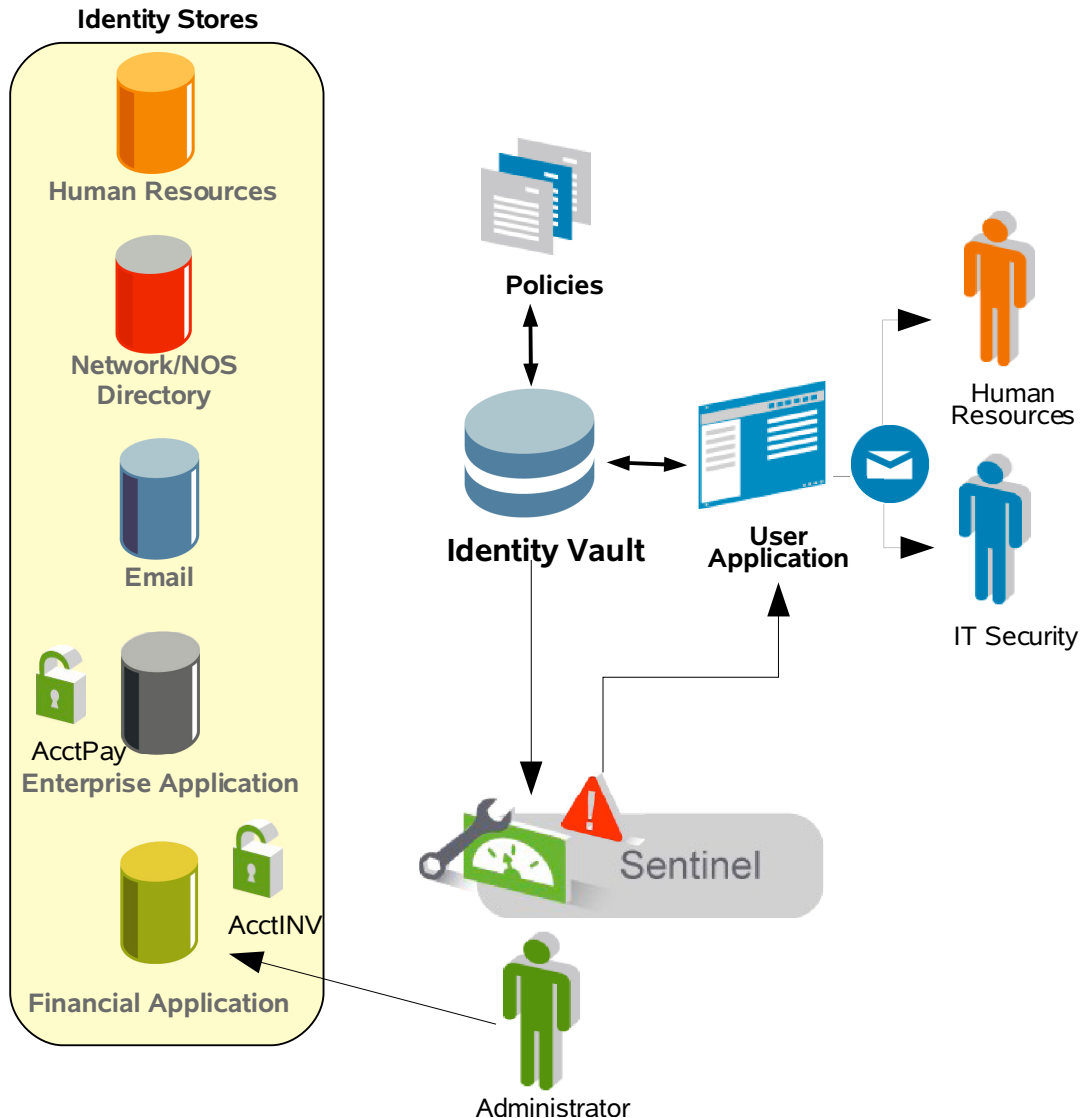 Identity Stores
Human Resources
Network/NOS
Directory
Email
AcctPay
Enterprise Application
AcctINV
Financial Application
Policies
Identity Vault
User
Application
Human
Resources
IT Security
Sentinel
Administrator